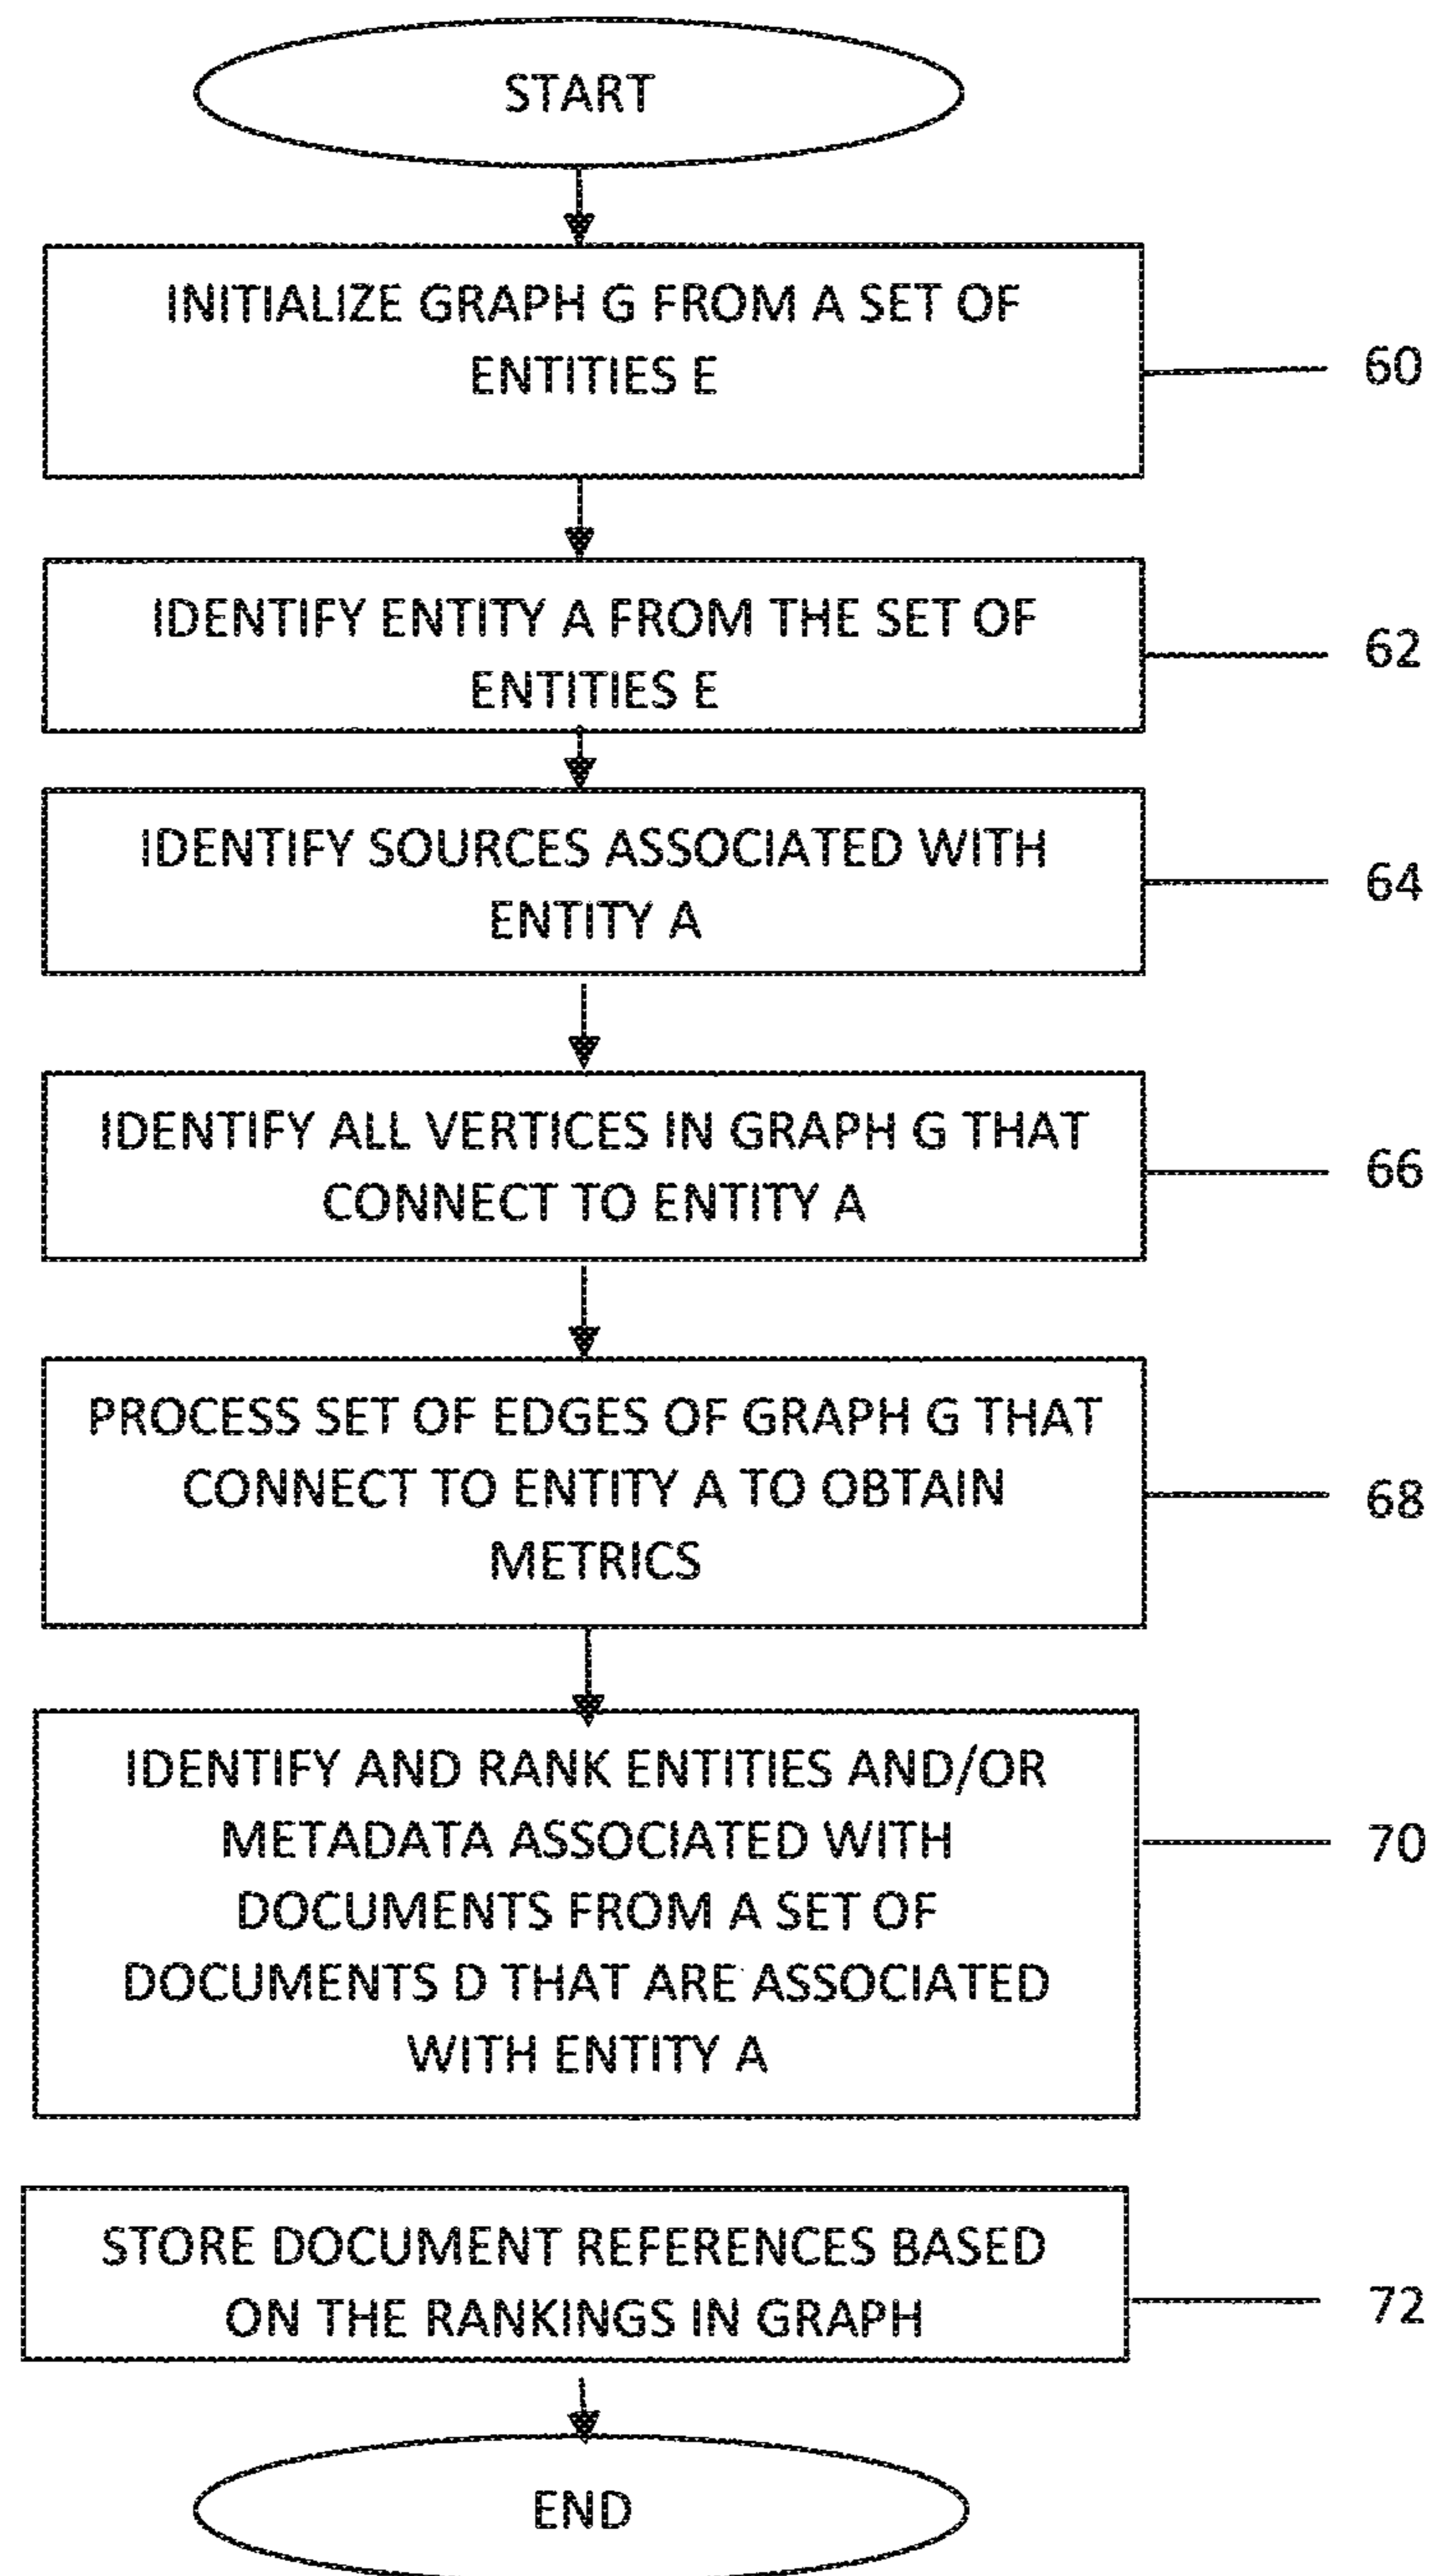 START
INITIALIZE GRAPH G FROM A SET OF
ENTITIES E
60
IDENTIFY ENTITY A FROM THE SET OF
ENTITIES E
62
IDENTIFY SOURCES ASSOCIATED WITH
ENTITY A
64
IDENTIFY ALL VERTICES IN GRAPH G THAT
CONNECT TO ENTITY A
66
PROCESS SET OF EDGES OF GRAPH G THAT
CONNECT TO ENTITY A TO OBTAIN
METRICS
68
IDENTIFY AND RANK ENTITIES AND/OR
METADATA ASSOCIATED WITH
DOCUMENTS FROM A SET OF
DOCUMENTS D THAT ARE ASSOCIATED
WITH ENTITY A
70
STORE DOCUMENT REFERENCES BASED
ON THE RANKINGS IN GRAPH
72
END